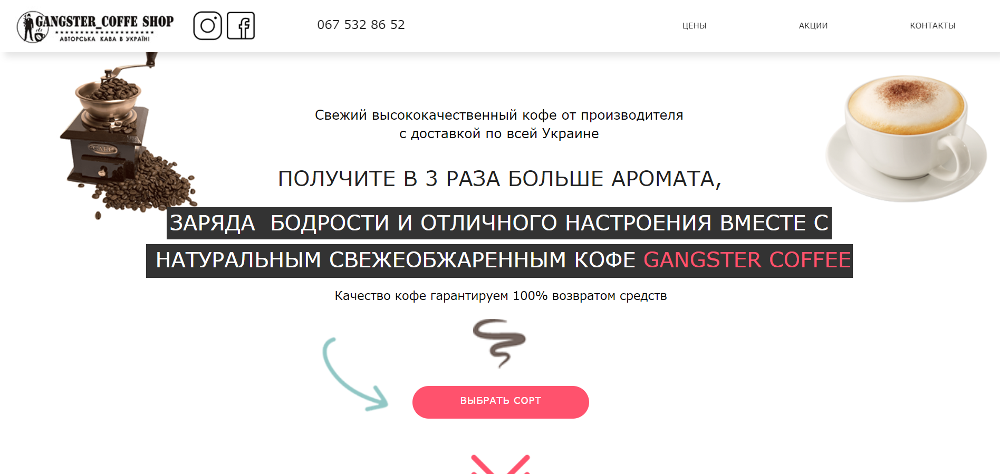 GANGSTER_COFFE SHOP
АВТОРСЬКА КАВА В УКРАЇНІ
067 532 86 52
ЦЕНЫ
АКЦИИ
КОНТАКТЫ
CAFE
Свежий высококачественный кофе от производителя
с доставкой по всей Украине
ПОЛУЧИТЕ В 3 РАЗА БОЛЬШЕ АРОМАТА,
ЗАРЯДА БОДРОСТИ И ОТЛИЧНОГО НАСТРОЕНИЯ ВМЕСТЕ С
НАТУРАЛЬНЫМ СВЕЖЕОБЖАРЕННЫМ КОФЕ GANGSTER COFFEE
Качество кофе гарантируем 100% возвратом средств
ВЫБРАТЬ СОРТ